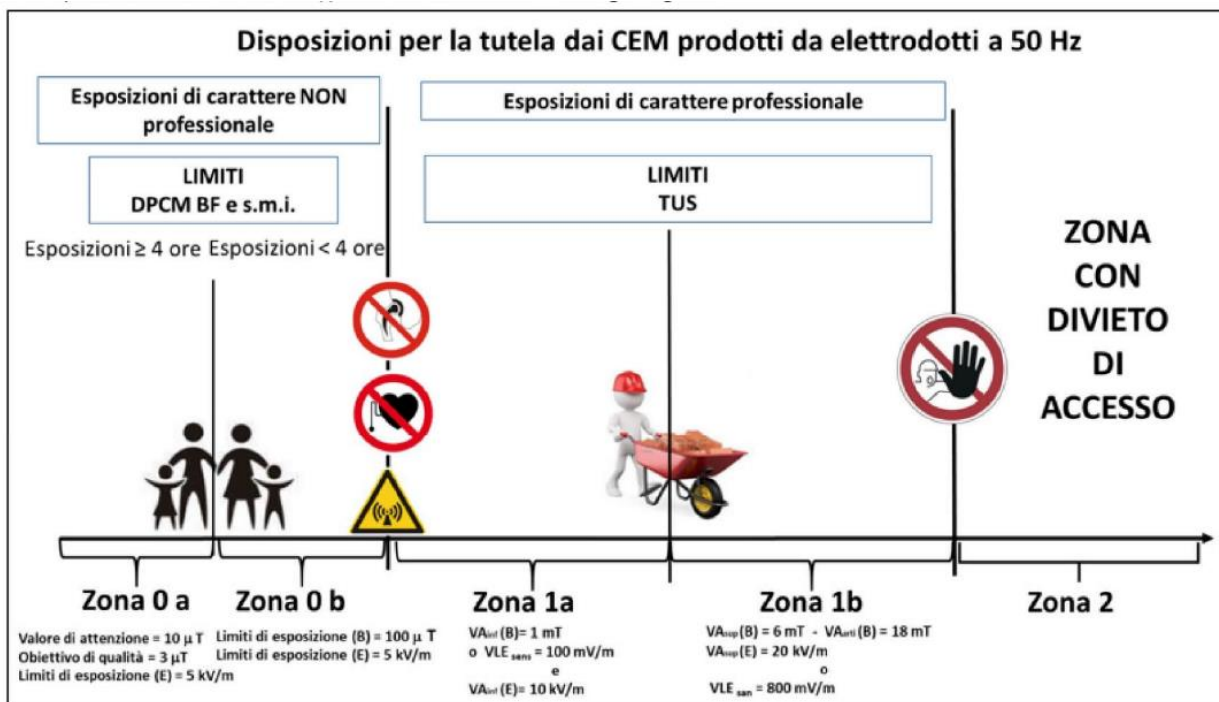 Disposizioni per la tutela dai CEM prodotti da elettrodotti a 50 Hz
Esposizioni di carattere NON
professionale
Esposizioni di carattere professionale
LIMITI
DPCM BF e s.m.i.
LIMITI
TUS
Esposizioni ≥ 4 ore
Esposizioni < 4 ore
ZONA
CON
DIVIETO
DI
ACCESSO
Zona 0 a
Valore di attenzione = 10 µ T
Obiettivo di qualità = 3 µT
Limiti di esposizione (E) = 5 kV/m
Zona 0 b
Limiti di esposizione (B) = 100 µ T
Limiti di esposizione (E) = 5 kV/m
Zona 1a
VAinf (B)= 1 mT
o VLE sens = 100 mV/m
e
VAinf (E)= 10 kV/m
Zona 1b
VAsup (B) = 6 mT - VAarti (B) = 18 mT
VAsup (E) = 20 kV/m
o
VLE san = 800 mV/m
Zona 2